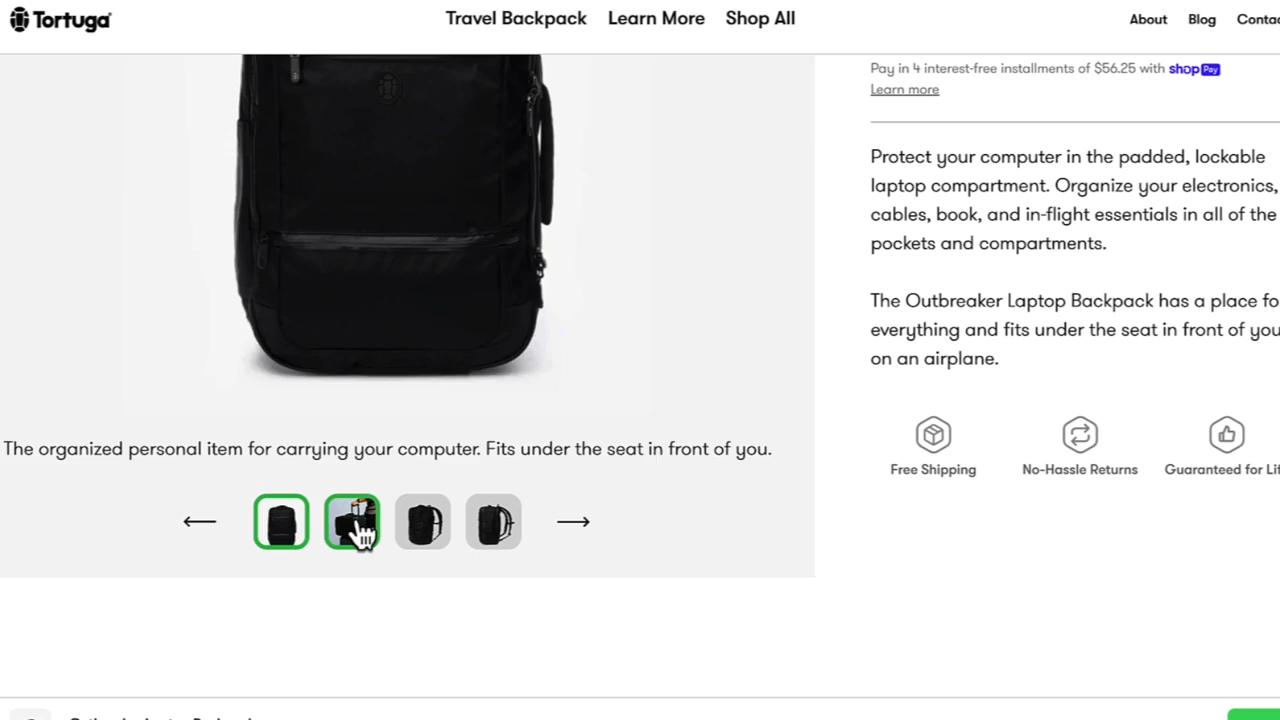 Tortuga
Travel Backpack Learn More Shop All
About Blog
Pay in 4 interest-free installments of $56.25 with shop Pay
Learn more
Protect your computer in the padded, lockable
laptop compartment. Organize your electronics,
cables, book, and in-flight essentials in all of the
pockets and compartments.
The Outbreaker Laptop Backpack has a place fo
everything and fits under the seat in front of you
on an airplane.
The organized personal item for carrying your computer. Fits under the seat in front of you.
Free Shipping
No-Hassle Returns
Guaranteed for Lif